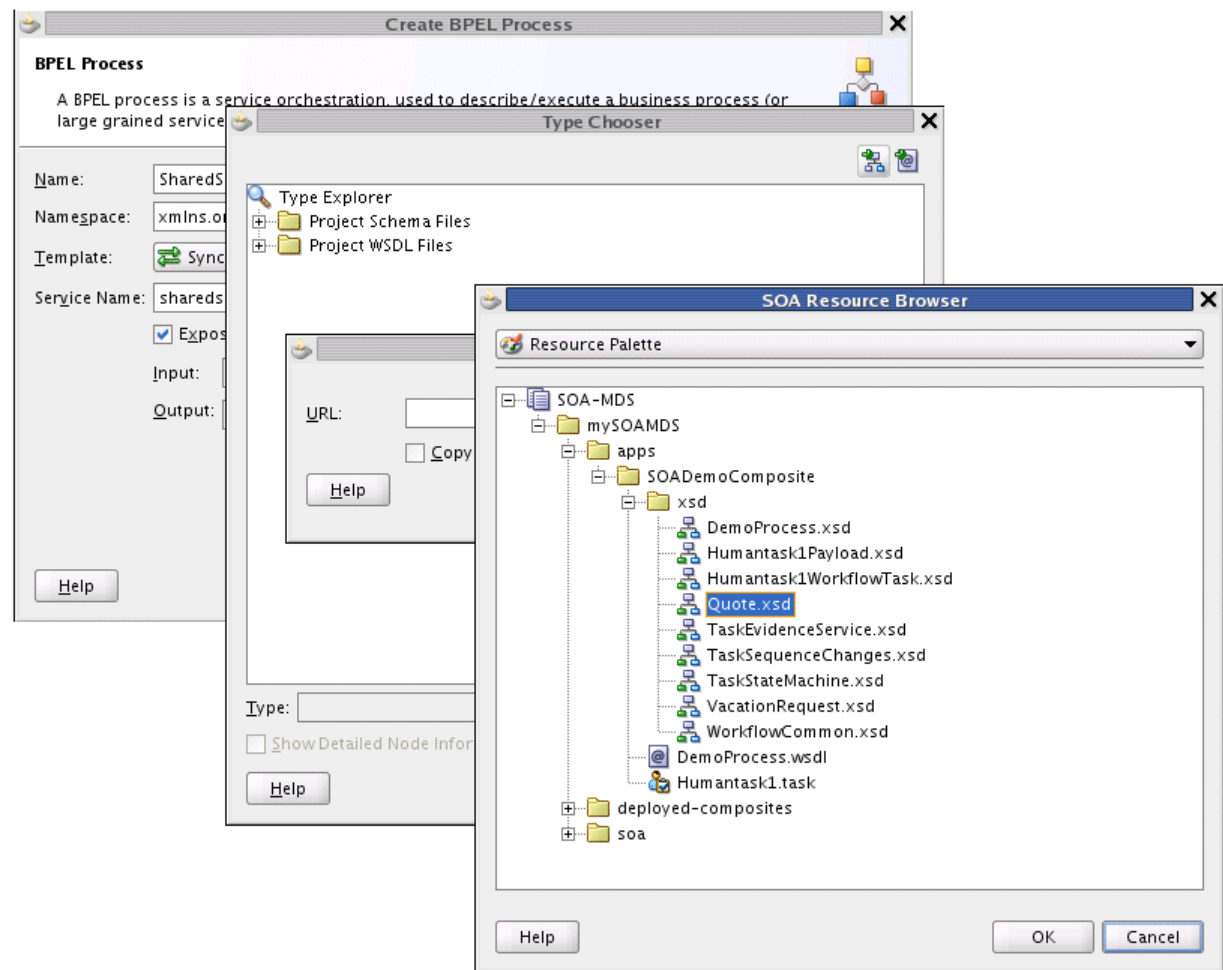 Create BPEL Process
BPEL Process
A BPEL process is a service orchestration, used to describe/execute a business process (or
large grained service
Name: SharedS
Namespace: xmlns.or
Template: Sync
Service Name: shareds
Expos
Input:
Output:
Help
Type Chooser
Type Explorer
Project Schema Files
Project WSDL Files
URL:
Copy
Help
Type:
Show Detailed Node Infor
Help
SOA Resource Browser
Resource Palette
SOA-MDS
mySOAMDS
apps
SOADemoComposite
xsd
DemoProcess.xsd
Humantask1Payload.xsd
Humantask1WorkflowTask.xsd
Quote.xsd
TaskEvidenceService.xsd
TaskSequenceChanges.xsd
TaskStateMachine.xsd
VacationRequest.xsd
WorkflowCommon.xsd
DemoProcess.wsdl
Humantask1.task
deployed-composites
soa
Help OK Cancel